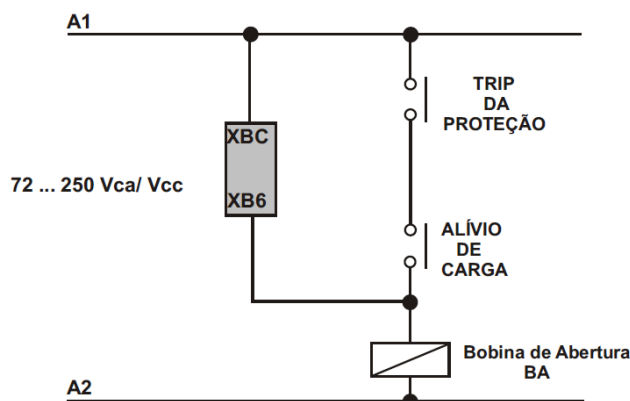 A1
XBC
XB6
72 ... 250 Vca/ Vcc
TRIP
DA
PROTEÇÃO
ALÍVIO
DE
CARGA
Bobina de Abertura
BA
A2